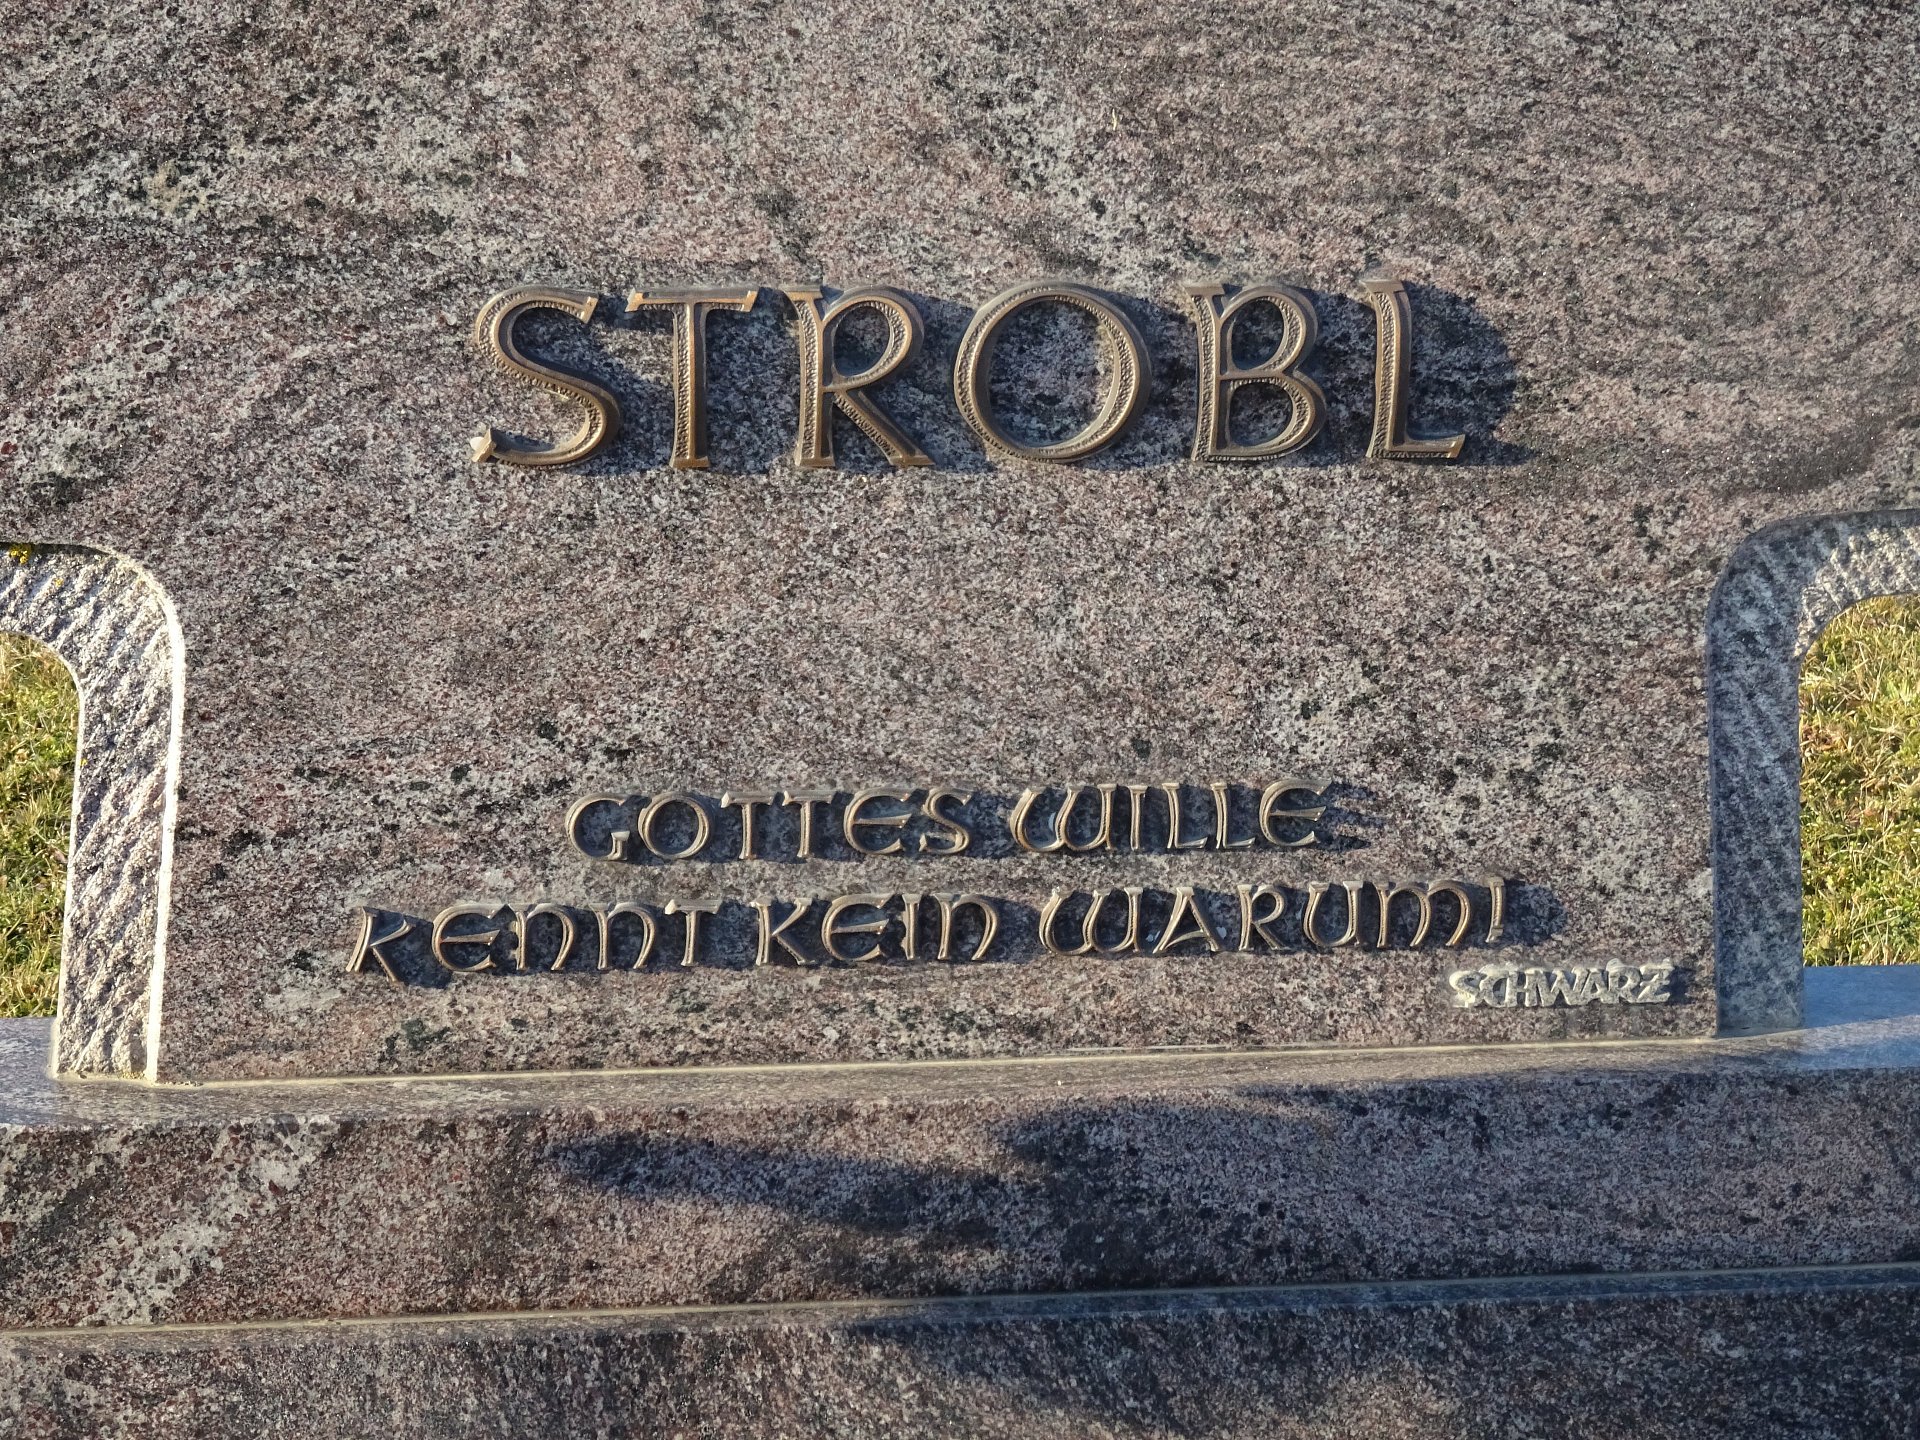 STROBL
GOTTES WILLE
KENNT KEIN WARUM!
SCHWARZ